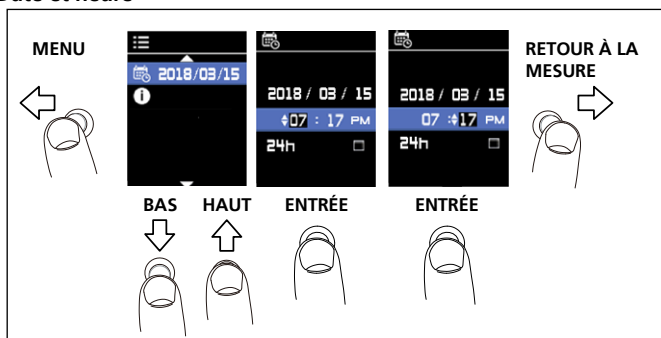 Date et heure
MENU
2018/03/15
2018 / 03 / 15
07 : 17 PM
24h
2018 / 03 / 15
07 : 17 PM
24h
RETOUR À LA
MESURE
BAS
HAUT
ENTRÉE
ENTRÉE